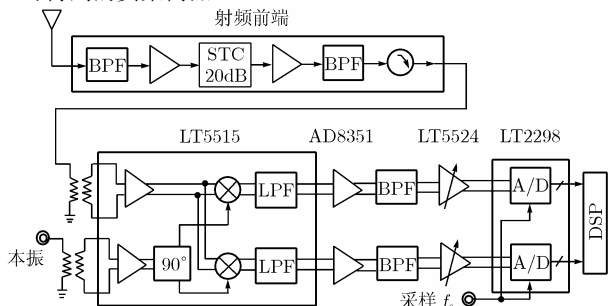 射频前端
BPF
STC
20dB
BPF
LT5515
AD8351
LT5524
LT2298
LPF
BPF
A/D
DSP
本振
90°
LPF
BPF
A/D
采样 fₛ